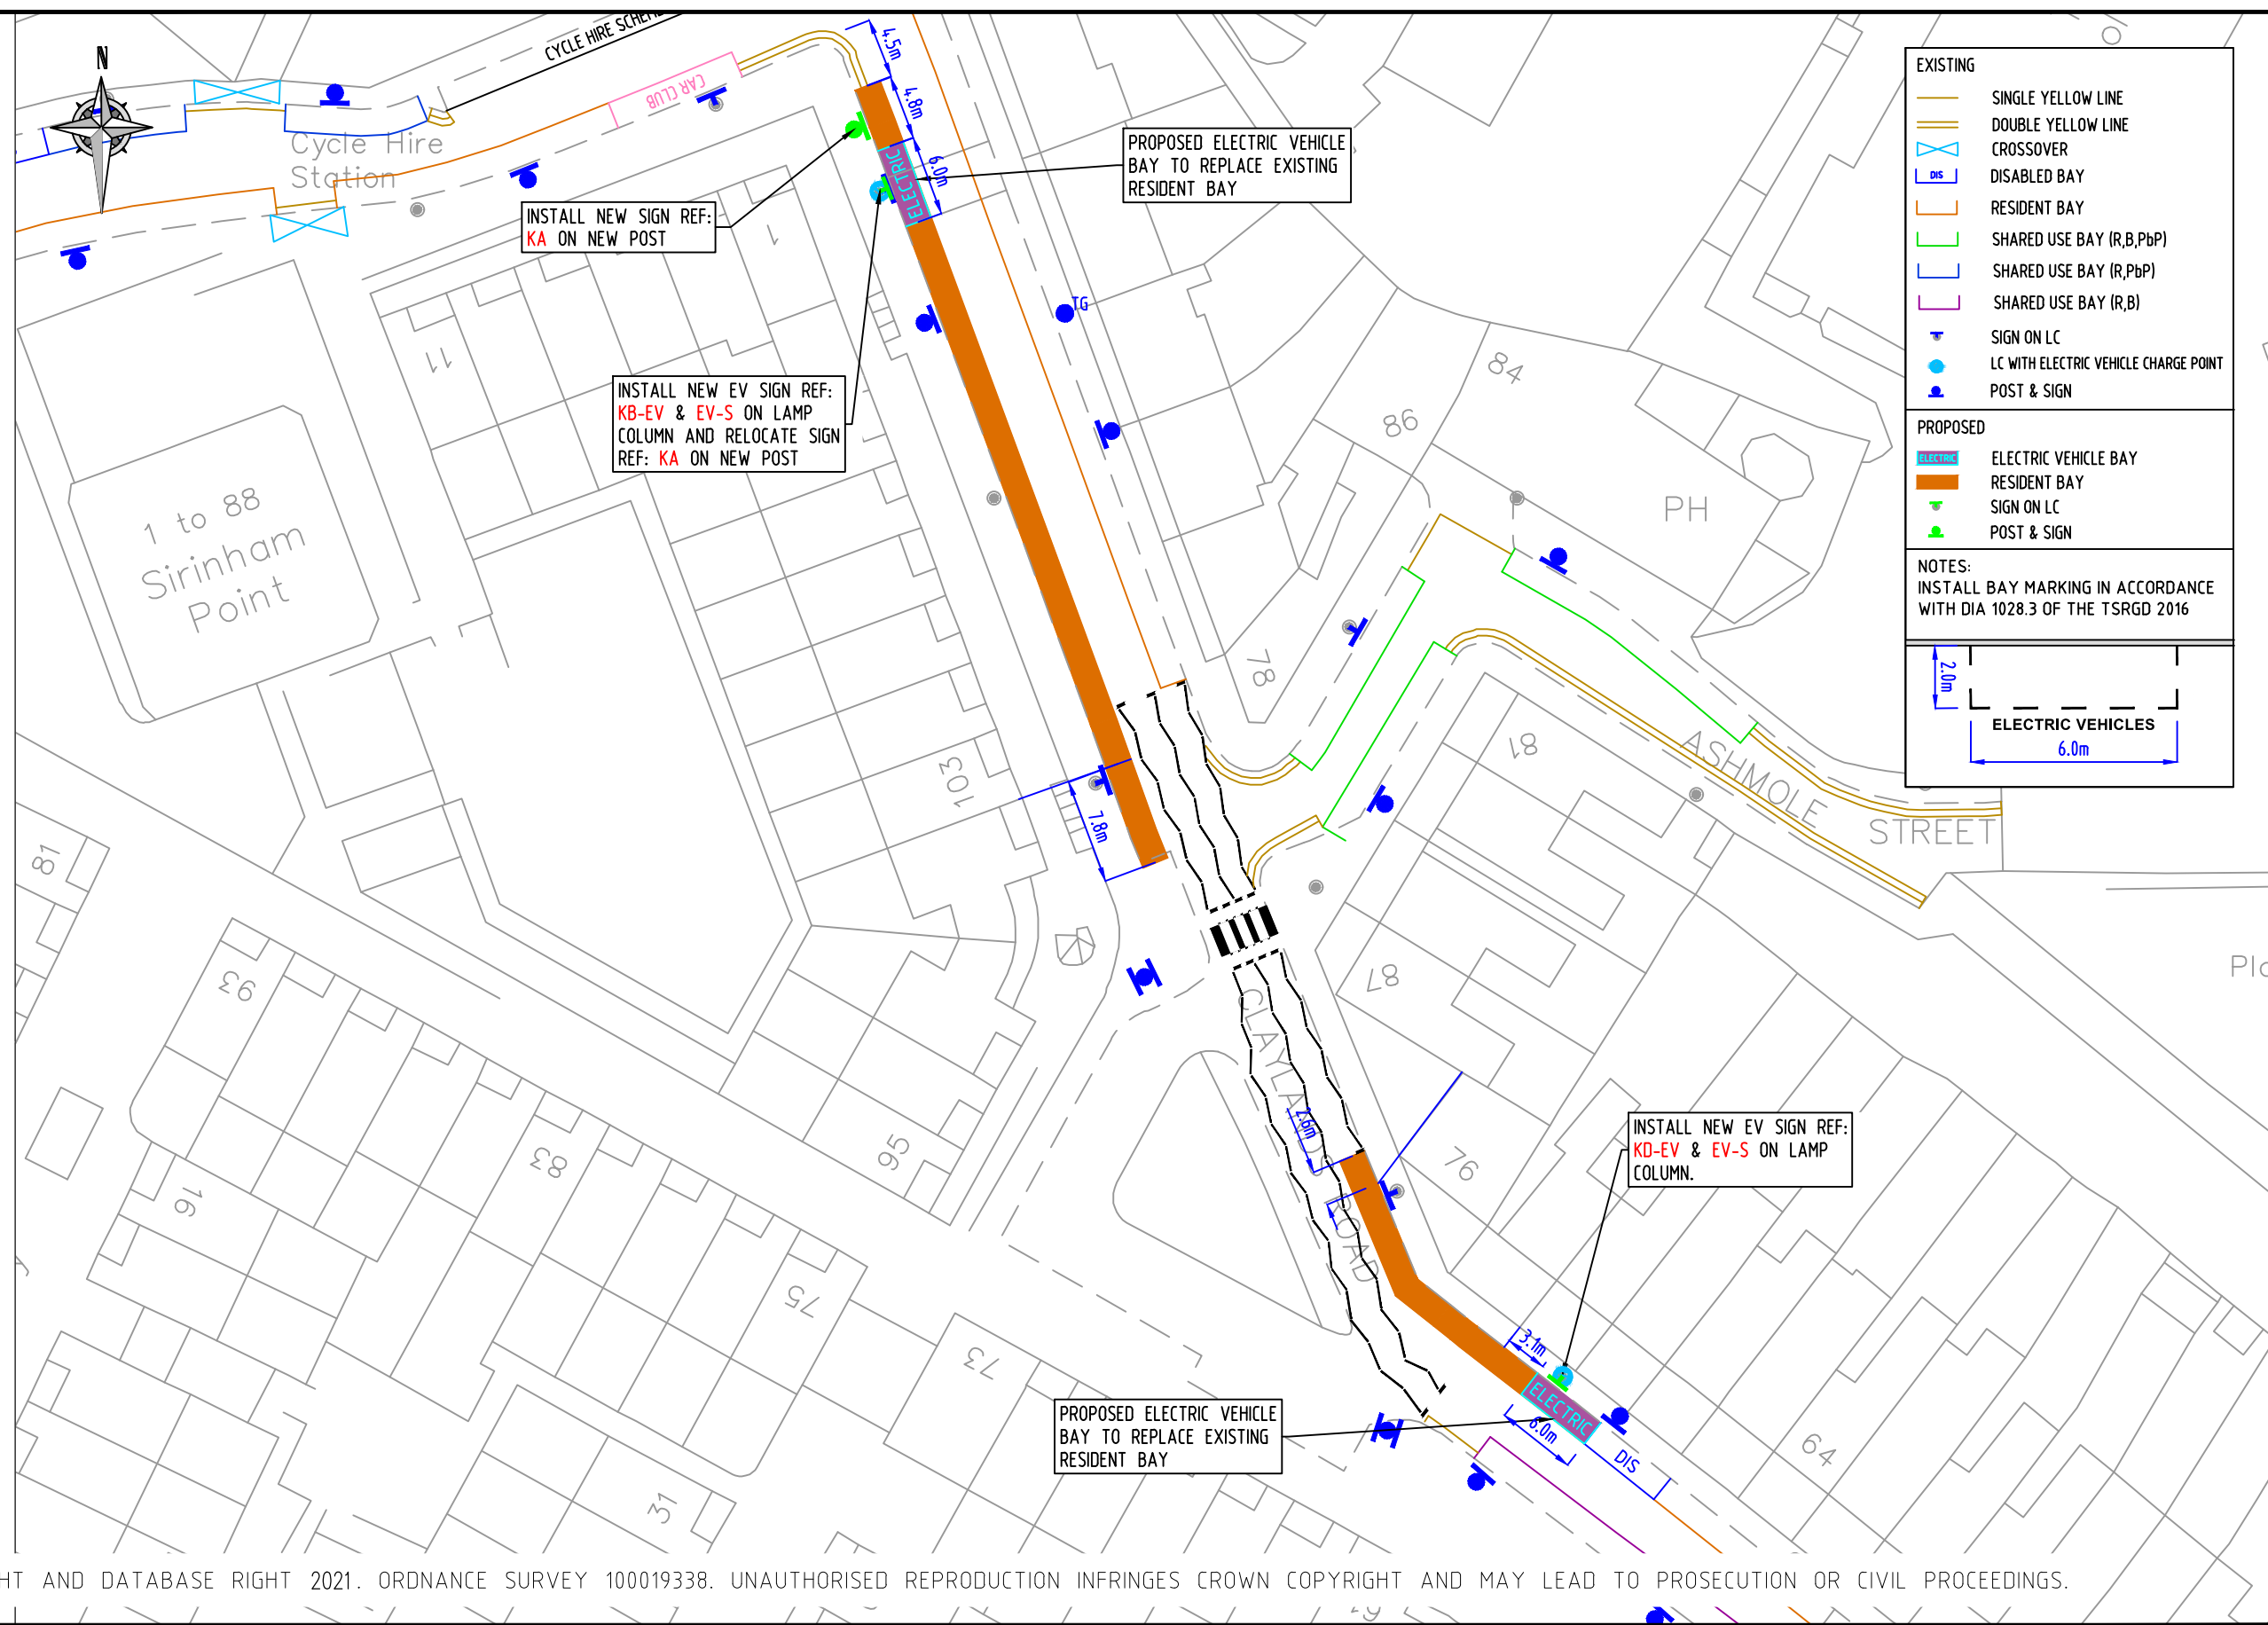 N
CYCLE HIRE SCHEME
Cycle Hire
Station
CAR CLUB
4.5m
4.8m
6.0m
ELECTRIC
PROPOSED ELECTRIC VEHICLE
BAY TO REPLACE EXISTING
RESIDENT BAY
INSTALL NEW SIGN REF:
KA ON NEW POST
INSTALL NEW EV SIGN REF:
KB-EV & EV-S ON LAMP
COLUMN AND RELOCATE SIGN
REF: KA ON NEW POST
TG
1
11
1 to 88
Sirinham
Point
84
86
PH
78
103
7.8m
81
ASHMOLE
STREET
81
93
87
CLAYLANDS ROAD
2.6m
76
95
83
91
75
73
31
64
INSTALL NEW EV SIGN REF:
KD-EV & EV-S ON LAMP
COLUMN.
3.1m
ELECTRIC
6.0m
DIS
PROPOSED ELECTRIC VEHICLE
BAY TO REPLACE EXISTING
RESIDENT BAY
EXISTING
SINGLE YELLOW LINE
DOUBLE YELLOW LINE
CROSSOVER
DIS DISABLED BAY
RESIDENT BAY
SHARED USE BAY (R,B,PbP)
SHARED USE BAY (R,PbP)
SHARED USE BAY (R,B)
SIGN ON LC
LC WITH ELECTRIC VEHICLE CHARGE POINT
POST & SIGN
PROPOSED
ELECTRIC ELECTRIC VEHICLE BAY
RESIDENT BAY
SIGN ON LC
POST & SIGN
NOTES:
INSTALL BAY MARKING IN ACCORDANCE
WITH DIA 1028.3 OF THE TSRGD 2016
2.0m
ELECTRIC VEHICLES
6.0m
HT AND DATABASE RIGHT 2021. ORDNANCE SURVEY 100019338. UNAUTHORISED REPRODUCTION INFRINGES CROWN COPYRIGHT AND MAY LEAD TO PROSECUTION OR CIVIL PROCEEDINGS.